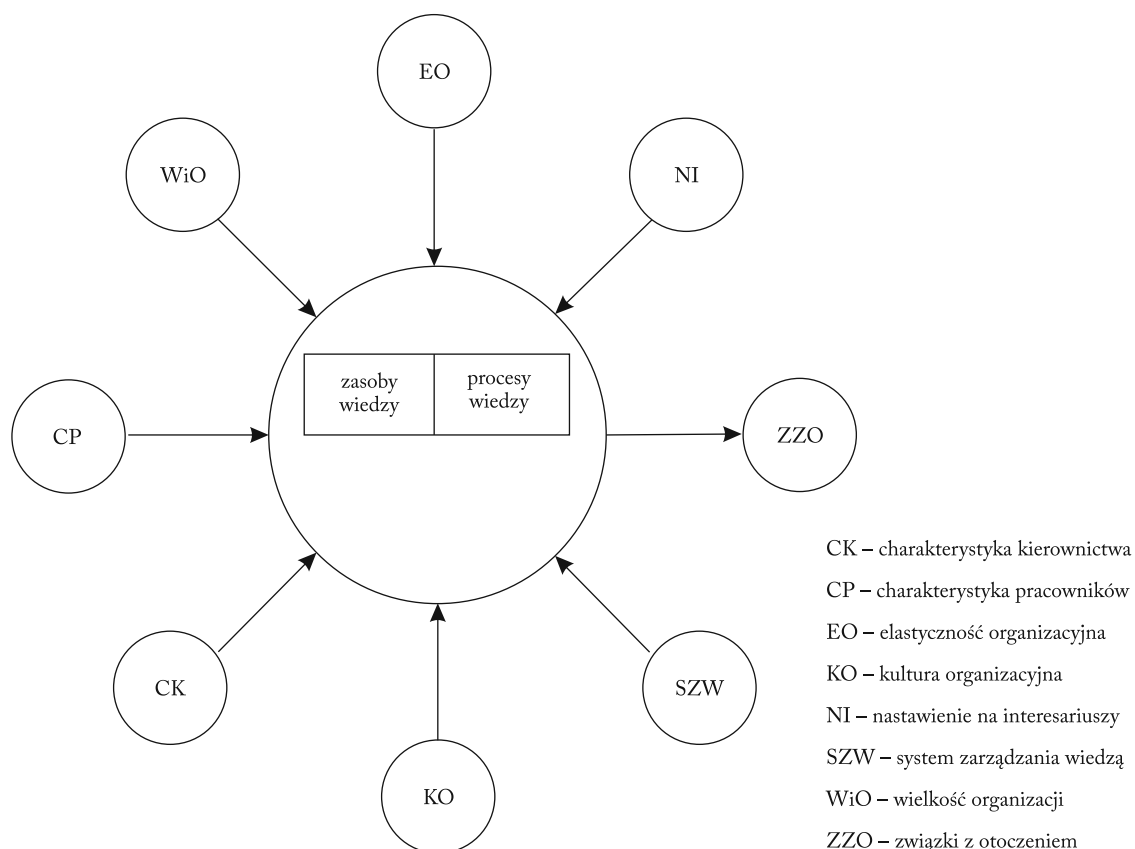 EO
WiO
NI
zasoby
wiedzy
procesy
wiedzy
CP
ZZO
CK
SZW
KO
CK – charakterystyka kierownictwa
CP – charakterystyka pracowników
EO – elastyczność organizacyjna
KO – kultura organizacyjna
NI – nastawienie na interesariuszy
SZW – system zarządzania wiedzą
WiO – wielkość organizacji
ZZO – związki z otoczeniem